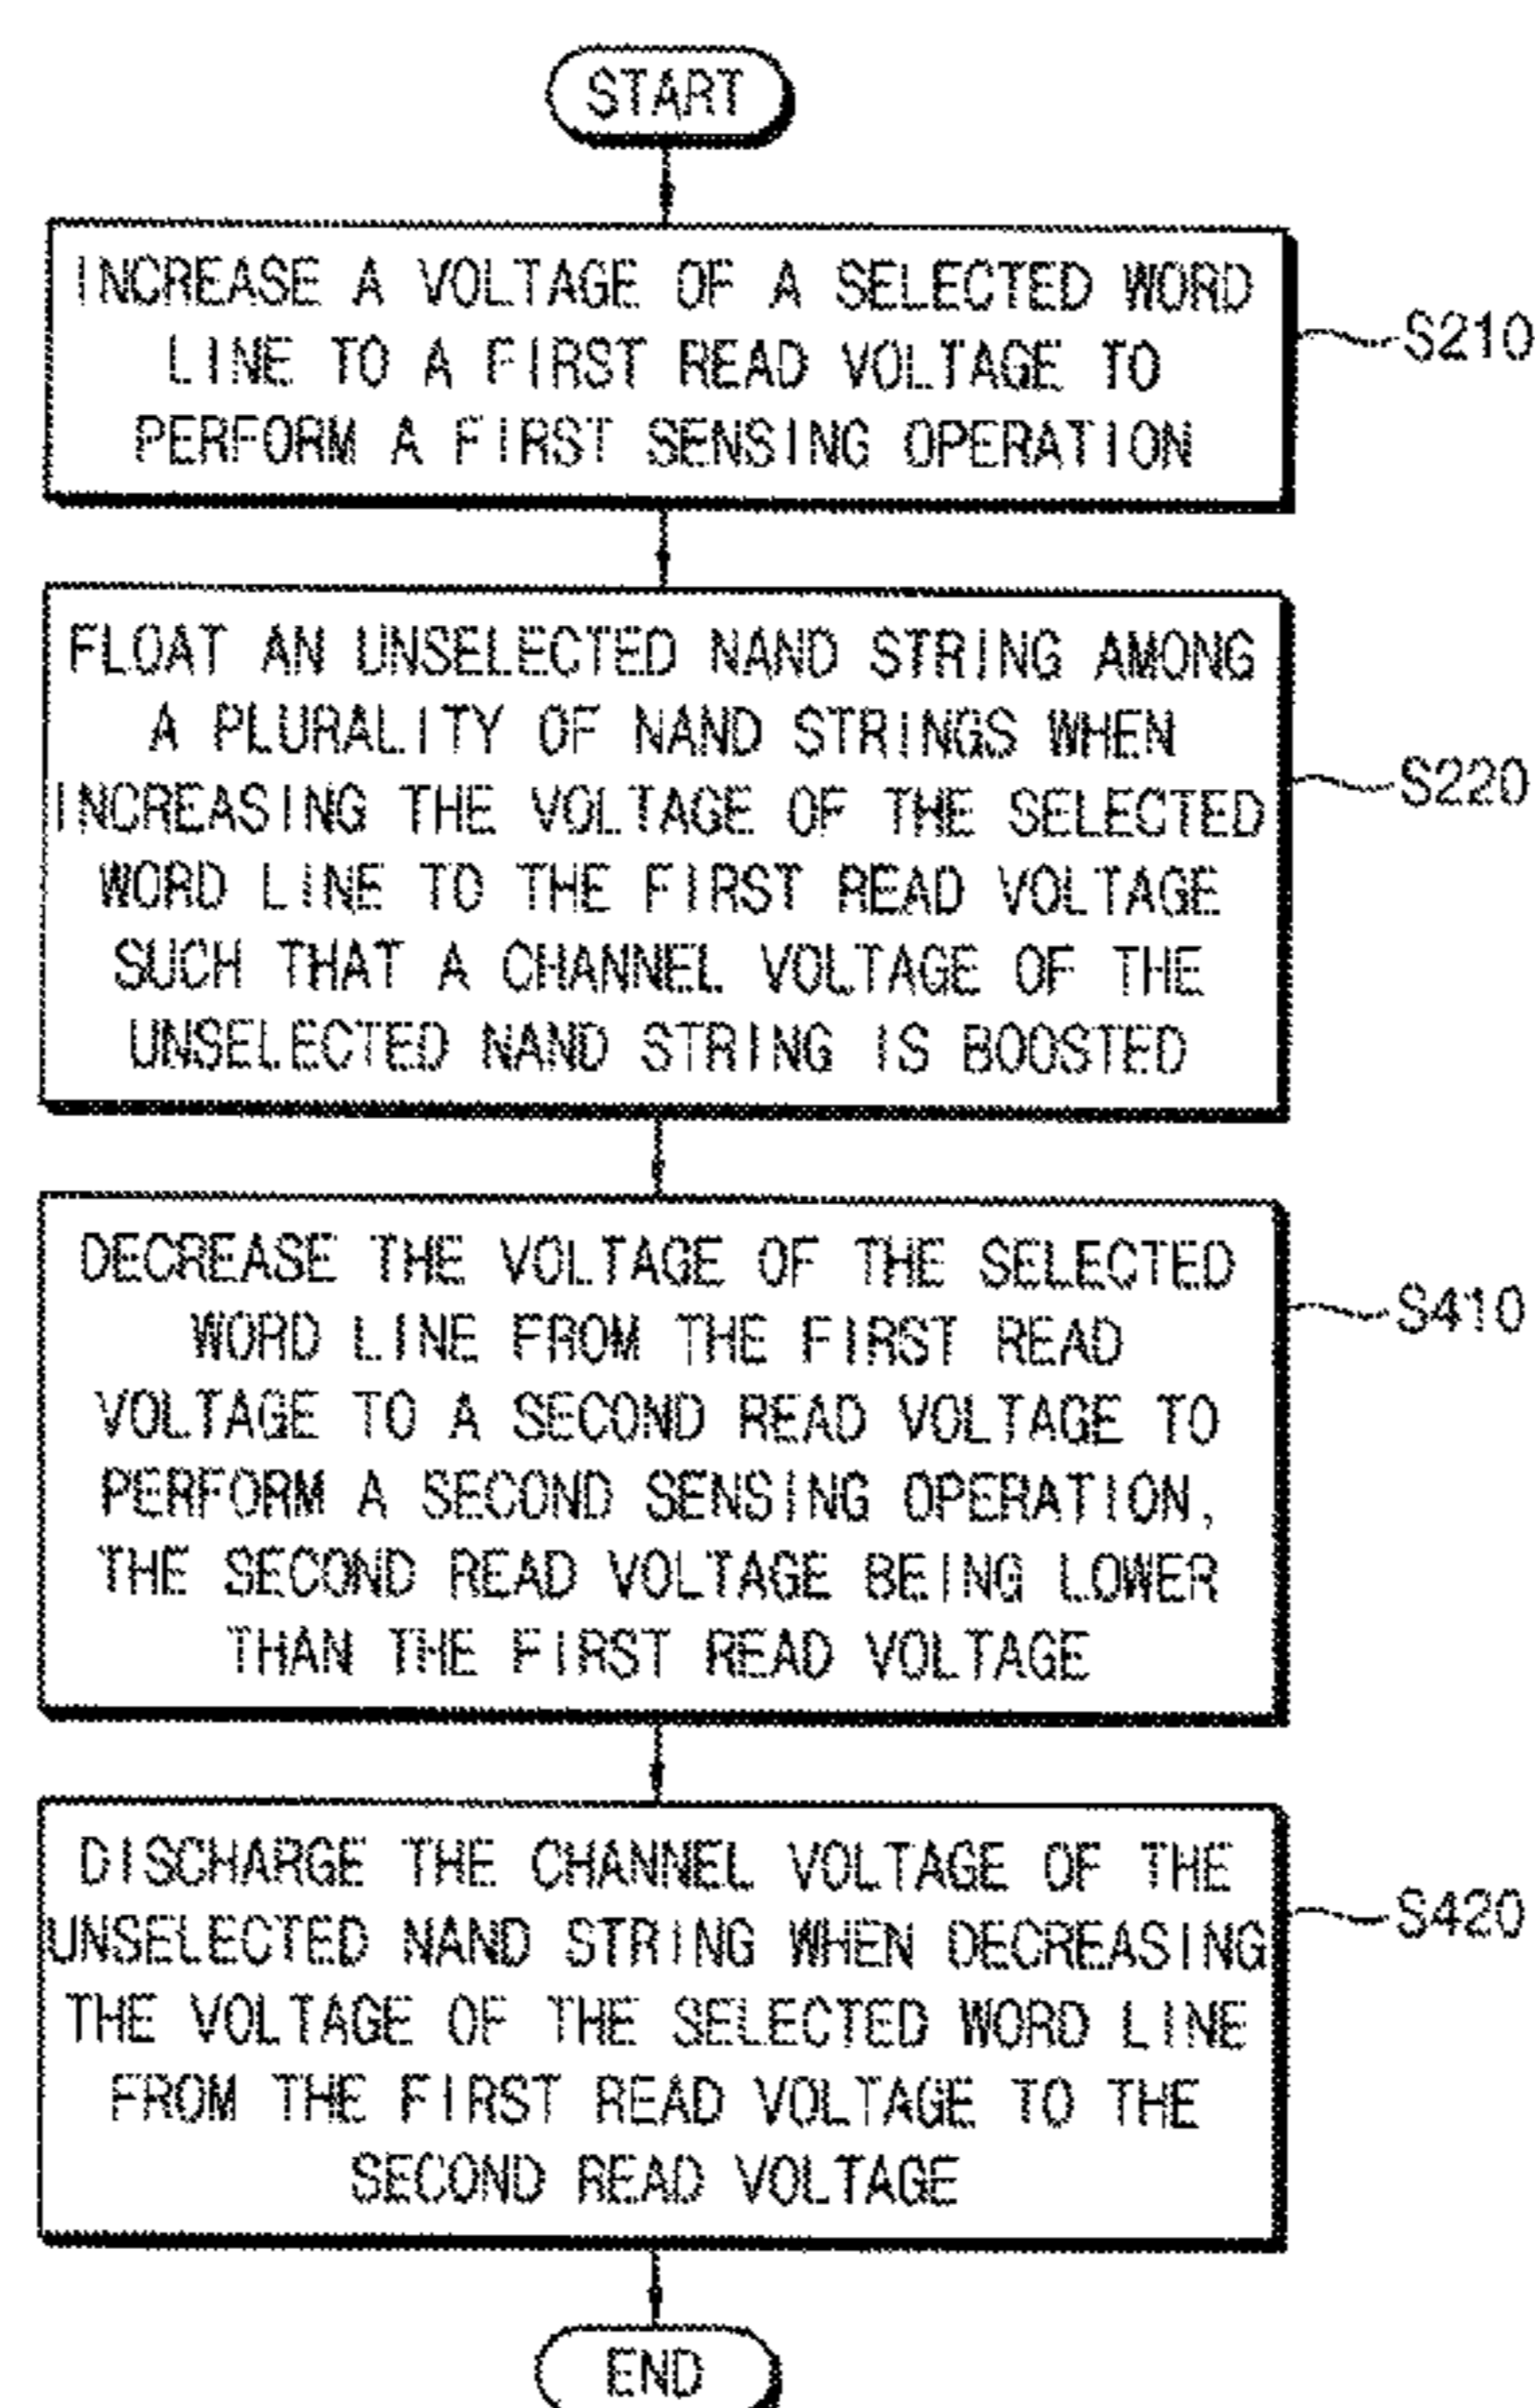 START
INCREASE A VOLTAGE OF A SELECTED WORD
LINE TO A FIRST READ VOLTAGE TO
PERFORM A FIRST SENSING OPERATION
S210
FLOAT AN UNSELECTED NAND STRING AMONG
A PLURALITY OF NAND STRINGS WHEN
INCREASING THE VOLTAGE OF THE SELECTED
WORD LINE TO THE FIRST READ VOLTAGE
SUCH THAT A CHANNEL VOLTAGE OF THE
UNSELECTED NAND STRING IS BOOSTED
S220
DECREASE THE VOLTAGE OF THE SELECTED
WORD LINE FROM THE FIRST READ
VOLTAGE TO A SECOND READ VOLTAGE TO
PERFORM A SECOND SENSING OPERATION,
THE SECOND READ VOLTAGE BEING LOWER
THAN THE FIRST READ VOLTAGE
S410
DISCHARGE THE CHANNEL VOLTAGE OF THE
UNSELECTED NAND STRING WHEN DECREASING
THE VOLTAGE OF THE SELECTED WORD LINE
FROM THE FIRST READ VOLTAGE TO THE
SECOND READ VOLTAGE
S420
END